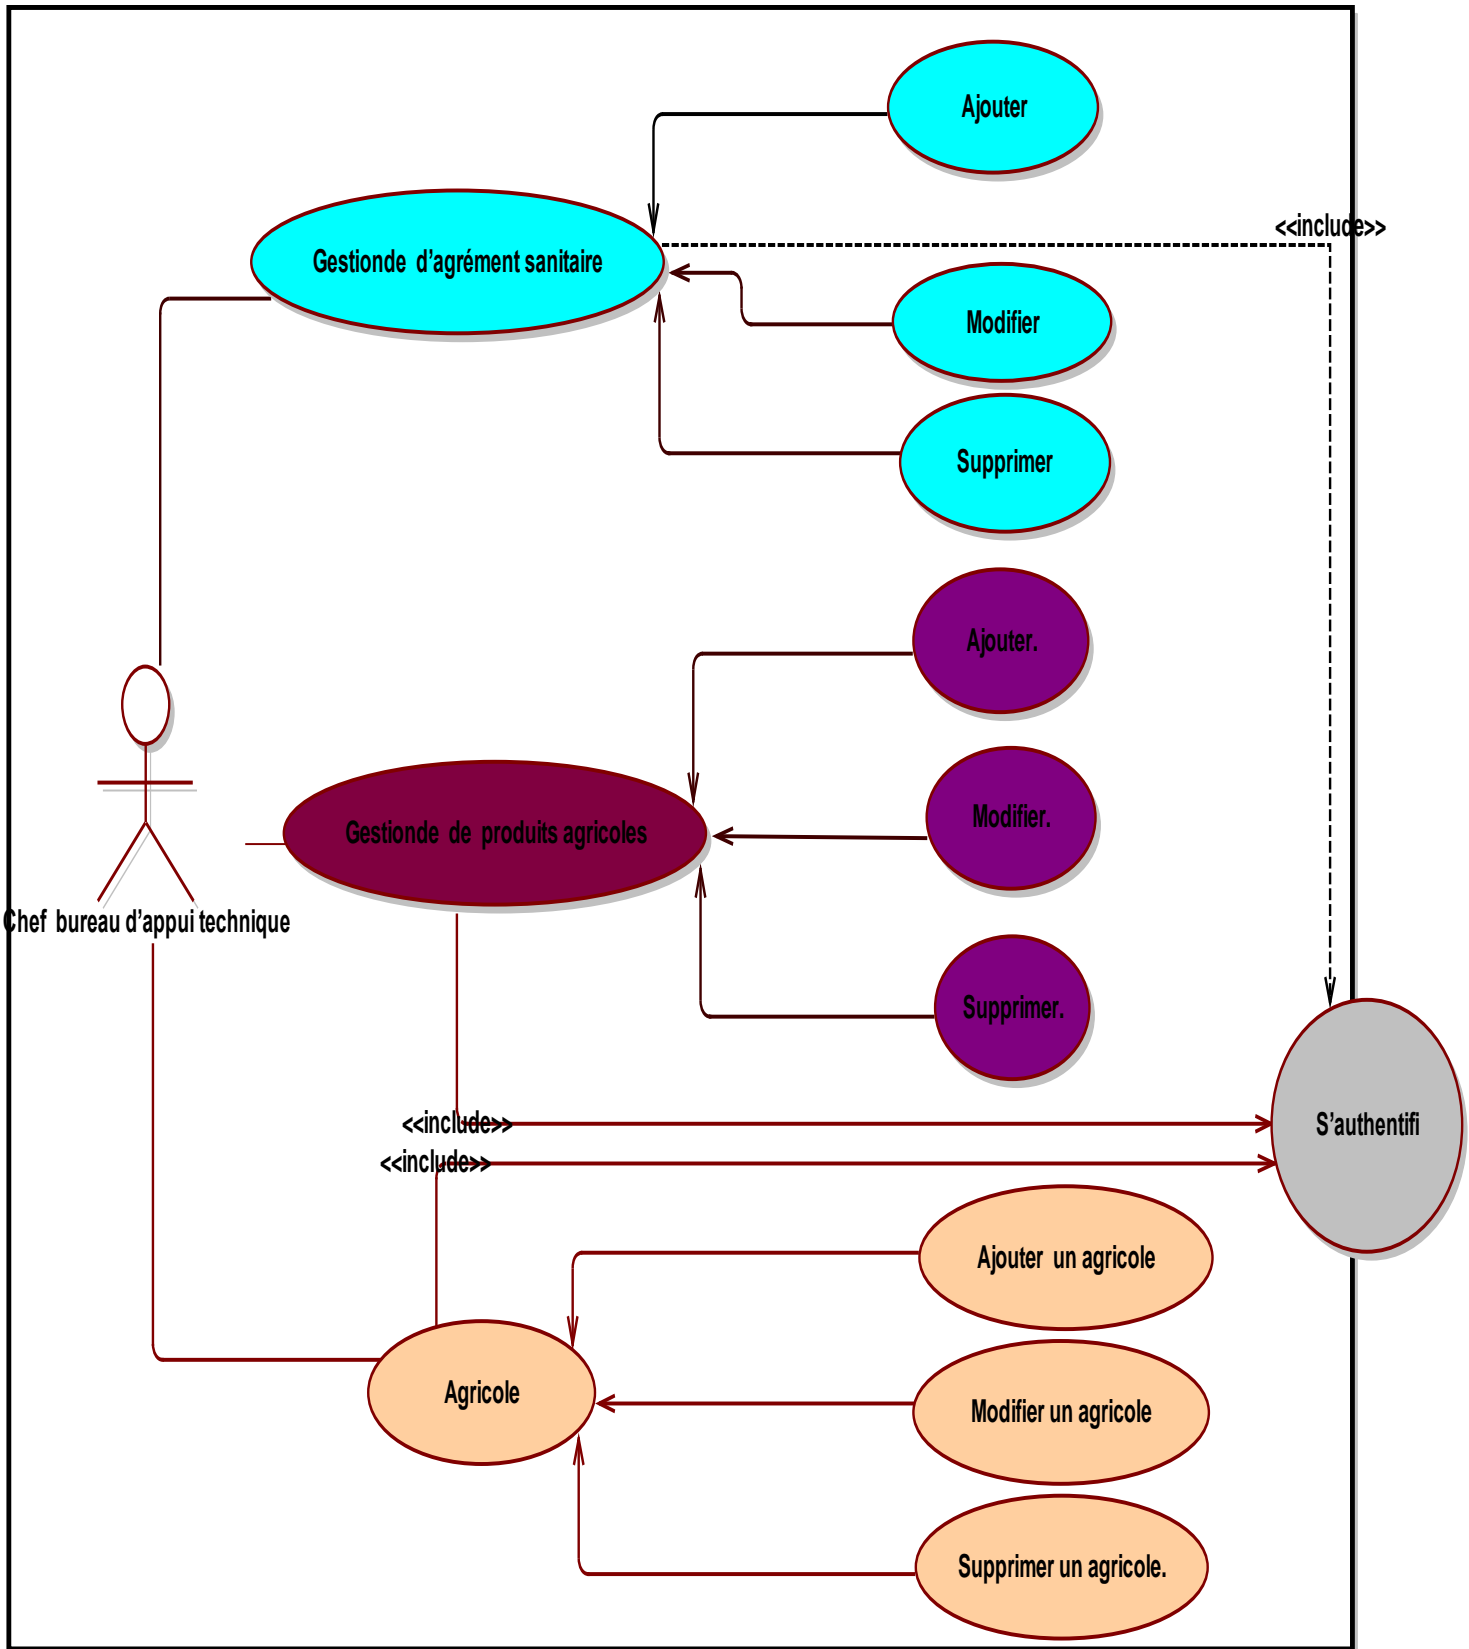 Ajouter
<<include>>
Gestionde d'agrément sanitaire
Modifier
Supprimer
Ajouter.
Modifier.
Gestionde de produits agricoles
Chef bureau d'appui technique
Supprimer.
<<include>>
S'authentifi
<<include>>
Ajouter un agricole
Agricole
Modifier un agricole
Supprimer un agricole.